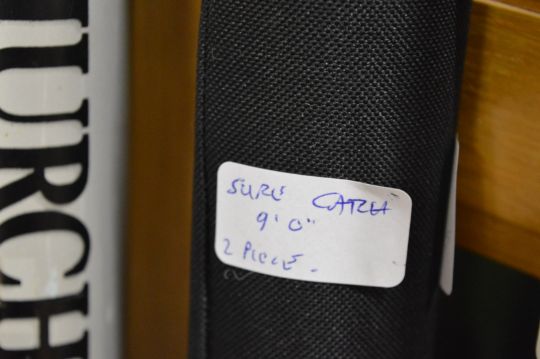 SURE CATCH
9' 0"
2 PIECE.
URCH